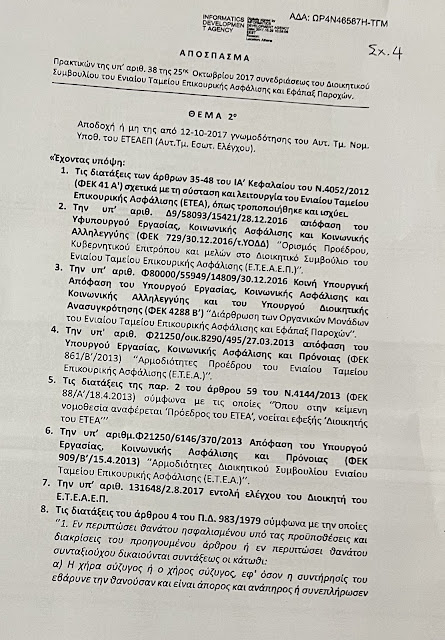 ΑΔΑ: ΩΡ4Ν46587Η-ΤΓΜ
INFORMATICS
DEVELOPMEN
T AGENCY
Σχ. 4
ΑΠΟΣΠΑΣΜΑ
Πρακτικών της υπ' αριθ. 38 της 25ης Οκτωβρίου 2017 συνεδριάσεως του Διοικητικού
Συμβουλίου του Ενιαίου Ταμείου Επικουρικής Ασφάλισης και Εφάπαξ Παροχών.
ΘΕΜΑ 2ο
Αποδοχή ή μη της από 12-10-2017 γνωμοδότησης του Αυτ. Τμ. Νομ.
Υποθ. του ΕΤΕΑΕΠ (Αυτ.Τμ. Εσωτ. Ελέγχου).
«Έχοντας υπόψη:
1. Τις διατάξεις των άρθρων 35-48 του ΙΑ' Κεφαλαίου του Ν.4052/2012
(ΦΕΚ 41 Α') σχετικά με τη σύσταση και λειτουργία του Ενιαίου Ταμείου
Επικουρικής Ασφάλισης (ΕΤΕΑ), όπως τροποποιήθηκε και ισχύει.
2. Την υπ' αριθ. Δ9/58093/15421/28.12.2016 απόφαση του
Υφυπουργού Εργασίας, Κοινωνικής Ασφάλισης και Κοινωνικής
Αλληλεγγύης (ΦΕΚ 729/30.12.2016/τ.ΥΟΔΔ) ''Ορισμός Προέδρου,
Κυβερνητικού Επιτρόπου και μελών στο Διοικητικό Συμβούλιο του
Ενιαίου Ταμείου Επικουρικής Ασφάλισης (Ε.Τ.Ε.Α.Ε.Π.)''.
3. Την υπ' αριθ. Φ80000/55949/14809/30.12.2016 Κοινή Υπουργική
Απόφαση του Υπουργού Εργασίας, Κοινωνικής Ασφάλισης και
Κοινωνικής Αλληλεγγύης και του Υπουργού Διοικητικής
Ανασυγκρότησης (ΦΕΚ 4288 Β') ''Διάρθρωση των Οργανικών Μονάδων
του Ενιαίου Ταμείου Επικουρικής Ασφάλισης και Εφάπαξ Παροχών''.
4. Την υπ' αριθ. Φ21250/οικ.8290/495/27.03.2013 απόφαση του
Υπουργού Εργασίας, Κοινωνικής Ασφάλισης και Πρόνοιας (ΦΕΚ
861/Β'/2013) ''Αρμοδιότητες Προέδρου του Ενιαίου Ταμείου
Επικουρικής Ασφάλισης (Ε.Τ.Ε.Α.)''.
5. Τις διατάξεις της παρ. 2 του άρθρου 59 του Ν.4144/2013 (ΦΕΚ
88/Α'/18.4.2013) σύμφωνα με τις οποίες ''Όπου στην κείμενη
νομοθεσία αναφέρεται 'Πρόεδρος του ΕΤΕΑ', νοείται εφεξής 'Διοικητής
του ΕΤΕΑ'''
6. Την υπ' αριθμ.Φ21250/6146/370/2013 Απόφαση του Υπουργού
Εργασίας, Κοινωνικής Ασφάλισης και Πρόνοιας (ΦΕΚ
909/Β'/15.4.2013) ''Αρμοδιότητες Διοικητικού Συμβουλίου Ενιαίου
Ταμείου Επικουρικής Ασφάλισης (Ε.Τ.Ε.Α.)''.
7. Την υπ' αριθ. 131648/2.8.2017 εντολή ελέγχου του Διοικητή του
Ε.Τ.Ε.Α.Ε.Π.
8. Τις διατάξεις του άρθρου 4 του Π.Δ. 983/1979 σύμφωνα με την οποίες
''1. Εν περιπτώσει θανάτου ησφαλισμένου υπό τας προϋποθέσεις και
διακρίσεις του προηγουμένου άρθρου ή εν περιπτώσει θανάτου
συνταξιούχου δικαιούνται συντάξεως οι κάτωθι:
α) Η χήρα σύζυγος ή ο χήρος σύζυγος, εφ' όσον η συντήρησίς του
εβάρυνε την θανούσαν και είναι άπορος και ανάπηρος ή συνεπλήρωσεν